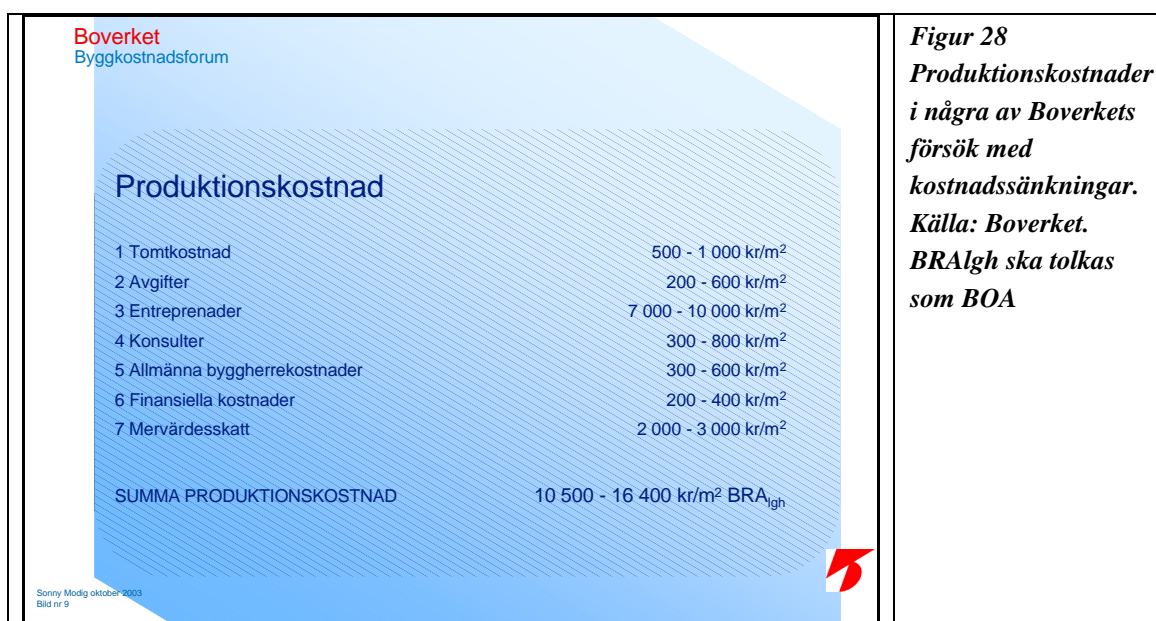 Boverket
Byggkostnadsforum
Produktionskostnad
1 Tomtkostnad 500 - 1 000 kr/m²
2 Avgifter 200 - 600 kr/m²
3 Entreprenader 7 000 - 10 000 kr/m²
4 Konsulter 300 - 800 kr/m²
5 Allmänna byggherrekostnader 300 - 600 kr/m²
6 Finansiella kostnader 200 - 400 kr/m²
7 Mervärdesskatt 2 000 - 3 000 kr/m²
SUMMA PRODUKTIONSKOSTNAD 10 500 - 16 400 kr/m² BRAlgh
Sonny Modig oktober 2003
Bild nr 9
Figur 28
Produktionskostnader
i några av Boverkets
försök med
kostnadssänkningar.
Källa: Boverket.
BRAlgh ska tolkas
som BOA